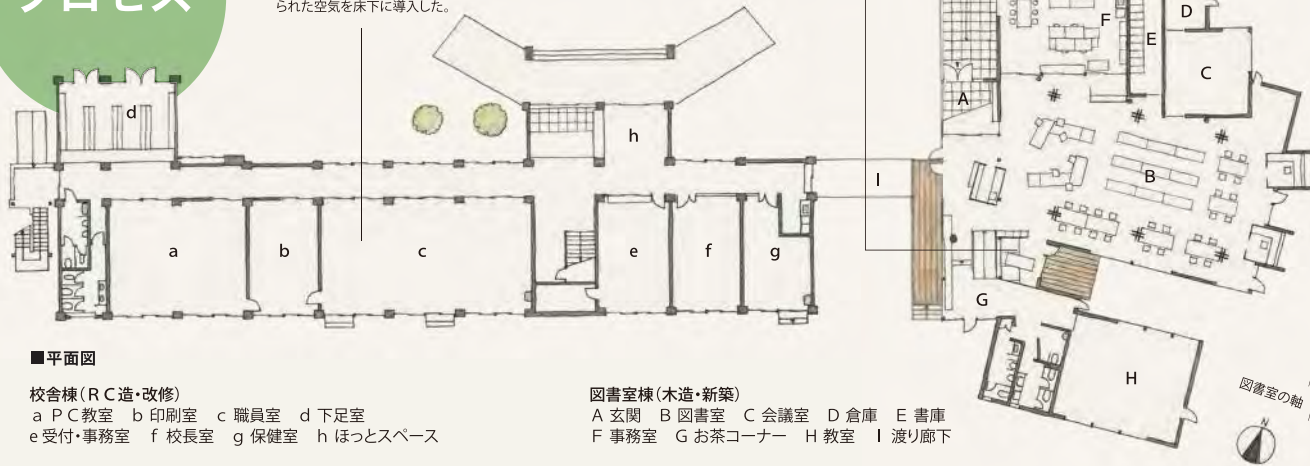 プロセス
られた空気を床下に導入した。
d
h
a
b
c
e
f
g
A
B
C
D
E
F
G
H
I
■平面図
校舎棟(RC造・改修)
a PC教室 b 印刷室 c 職員室 d 下足室
e 受付・事務室 f 校長室 g 保健室 h ほっとスペース
図書室棟(木造・新築)
A 玄関 B 図書室 C 会議室 D 倉庫 E 書庫
F 事務室 G お茶コーナー H 教室 I 渡り廊下
図書室の軸
N